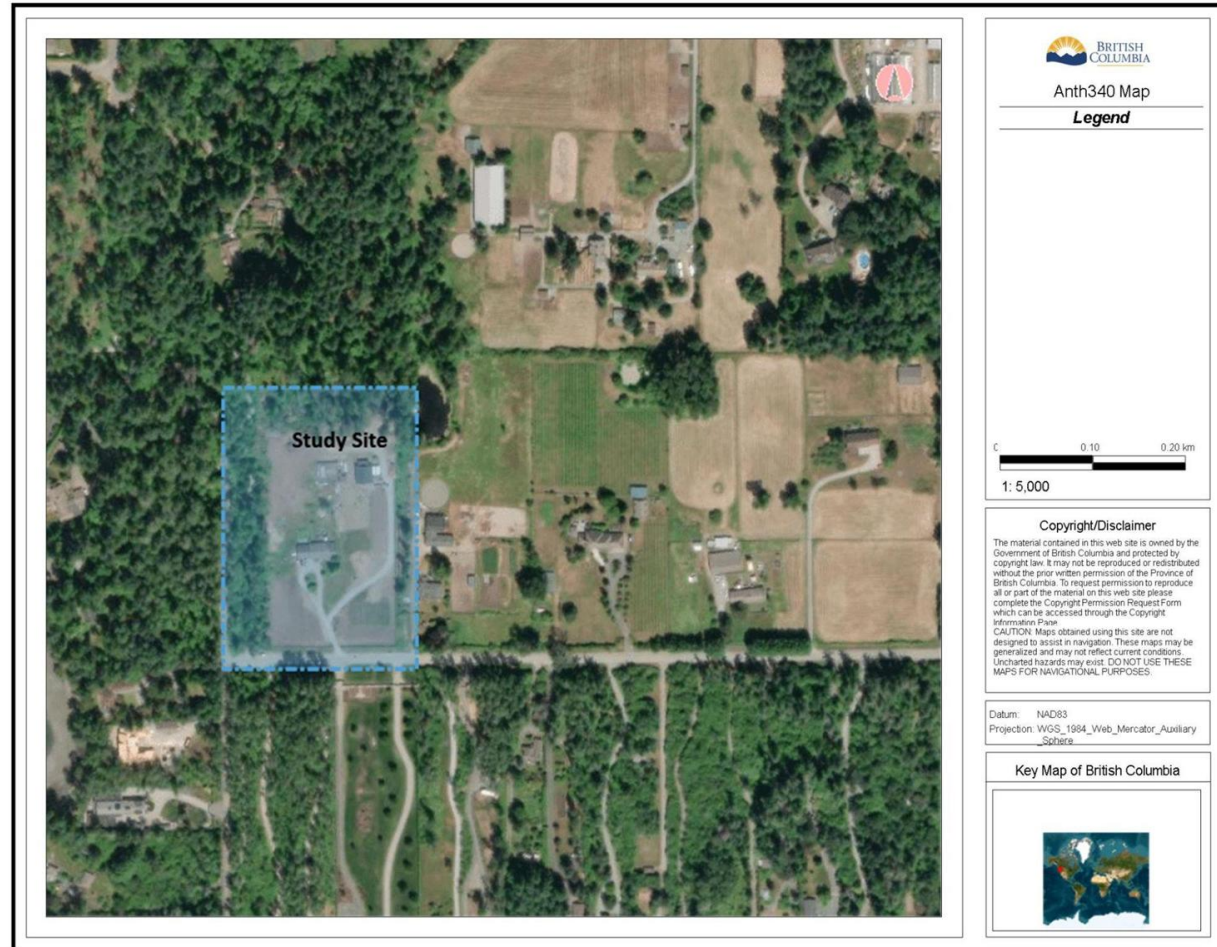 Study Site
BRITISH
COLUMBIA
Anth340 Map
Legend
0.10
0.20 km
1: 5,000
Copyright/Disclaimer
The material contained in this web site is owned by the
Government of British Columbia and protected by
copyright law. It may not be reproduced or redistributed
without the prior written permission of the Province of
British Columbia. To request permission to reproduce
all or part of the material on this web site please
complete the Copyright Permission Request Form
which can be accessed through the Copyright
Information Page.
CAUTION: Maps obtained using this site are not
designed to assist in navigation. These maps may be
generalized and may not reflect current conditions.
Uncharted hazards may exist. DO NOT USE THESE
MAPS FOR NAVIGATIONAL PURPOSES.
Datum: NAD83
Projection: WGS_1984_Web_Mercator_Auxiliary
_Sphere
Key Map of British Columbia